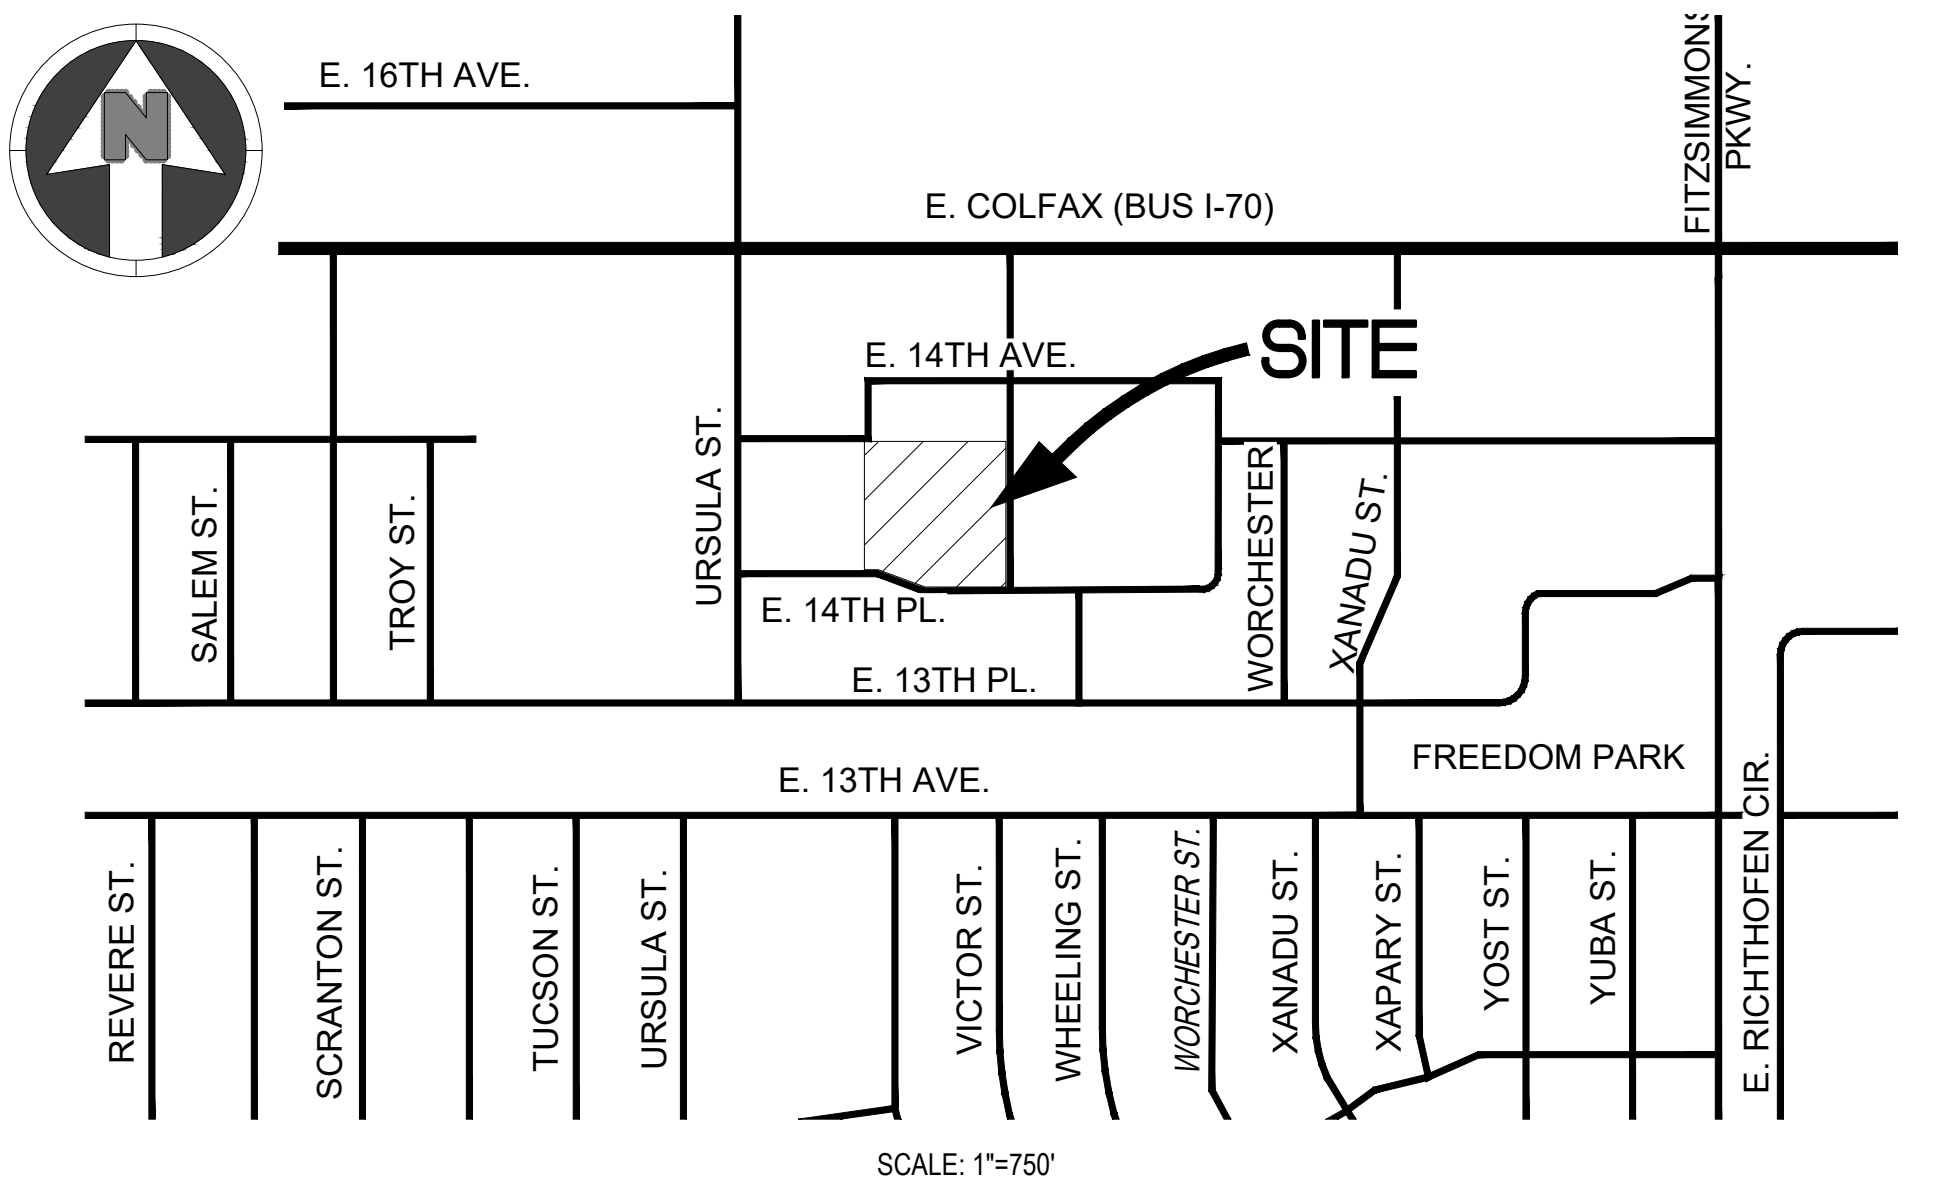 N
E. 16TH AVE.
FITZSIMMONS
PKWY.
E. COLFAX (BUS I-70)
SITE
E. 14TH AVE.
URSULA ST.
WORCHESTER
XANADU ST.
SALEM ST.
TROY ST.
E. 14TH PL.
E. 13TH PL.
FREEDOM PARK
E. 13TH AVE.
REVERE ST.
SCRANTON ST.
TUCSON ST.
URSULA ST.
VICTOR ST.
WHEELING ST.
WORCHESTER ST.
XANADU ST.
XAPARY ST.
YOST ST.
YUBA ST.
E. RICHTHOFEN CIR.
SCALE: 1"=750'